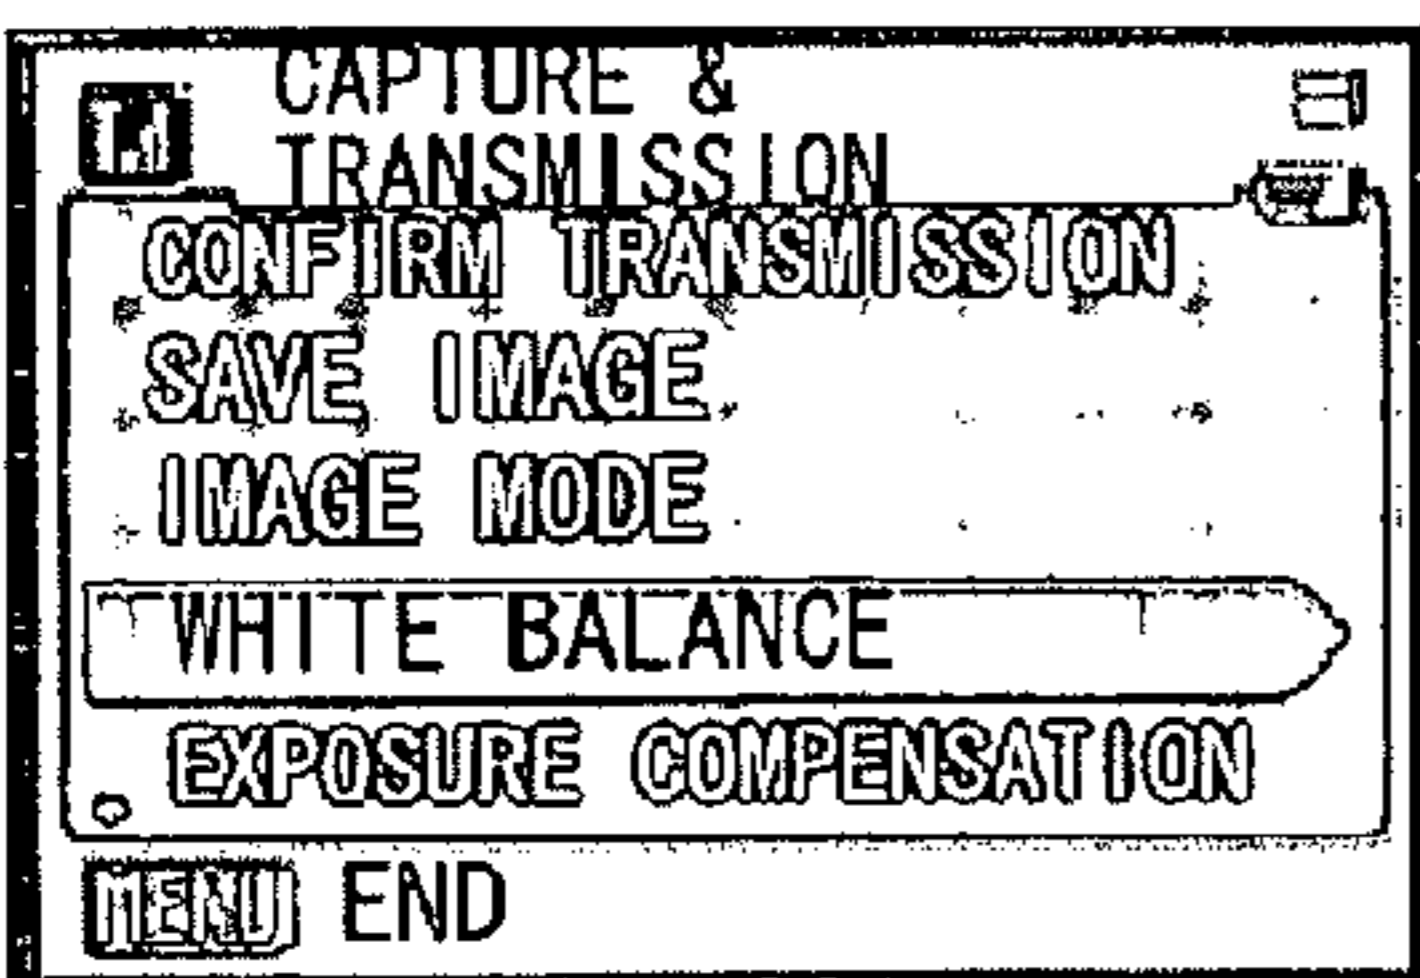 CAPTURE &
TRANSMISSION
CONFIRM TRANSMISSION
SAVE IMAGE
IMAGE MODE
WHITE BALANCE
EXPOSURE COMPENSATION
MENU END